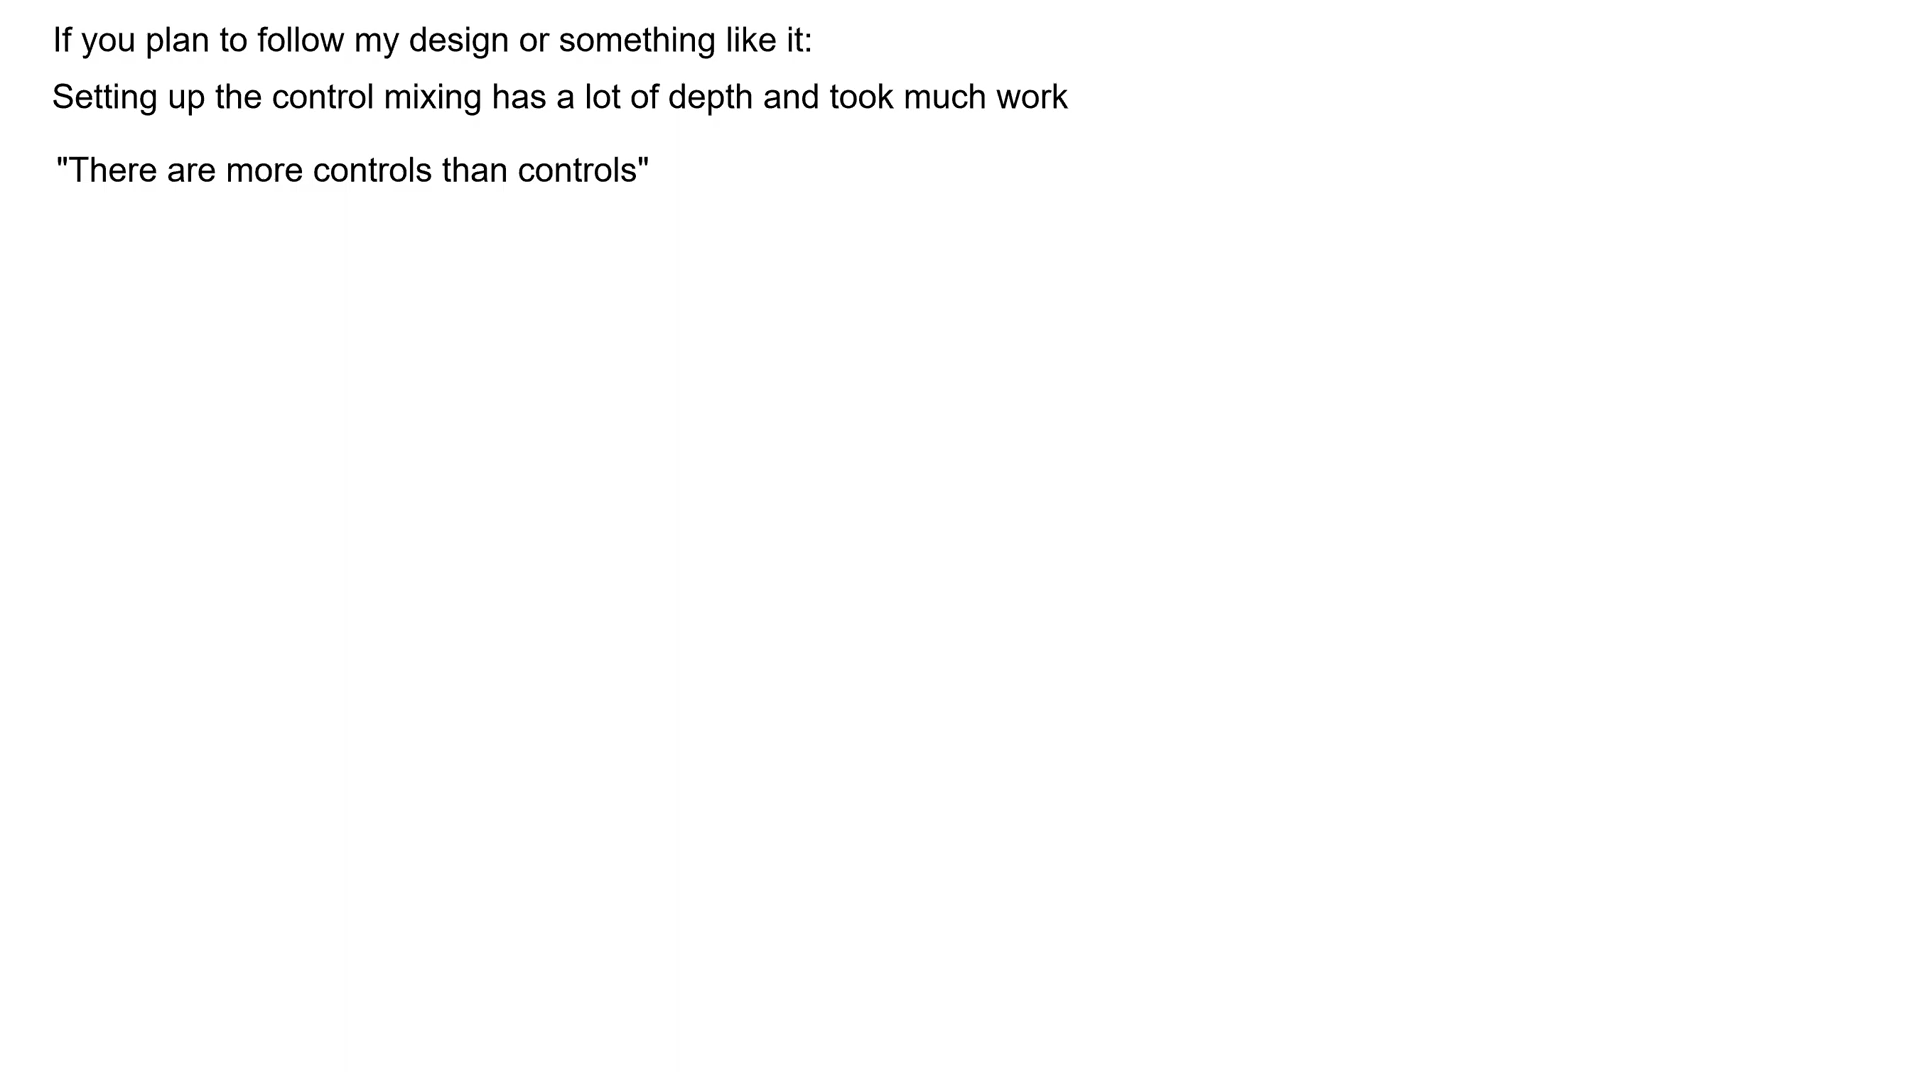 If you plan to follow my design or something like it:
Setting up the control mixing has a lot of depth and took much work
"There are more controls than controls"